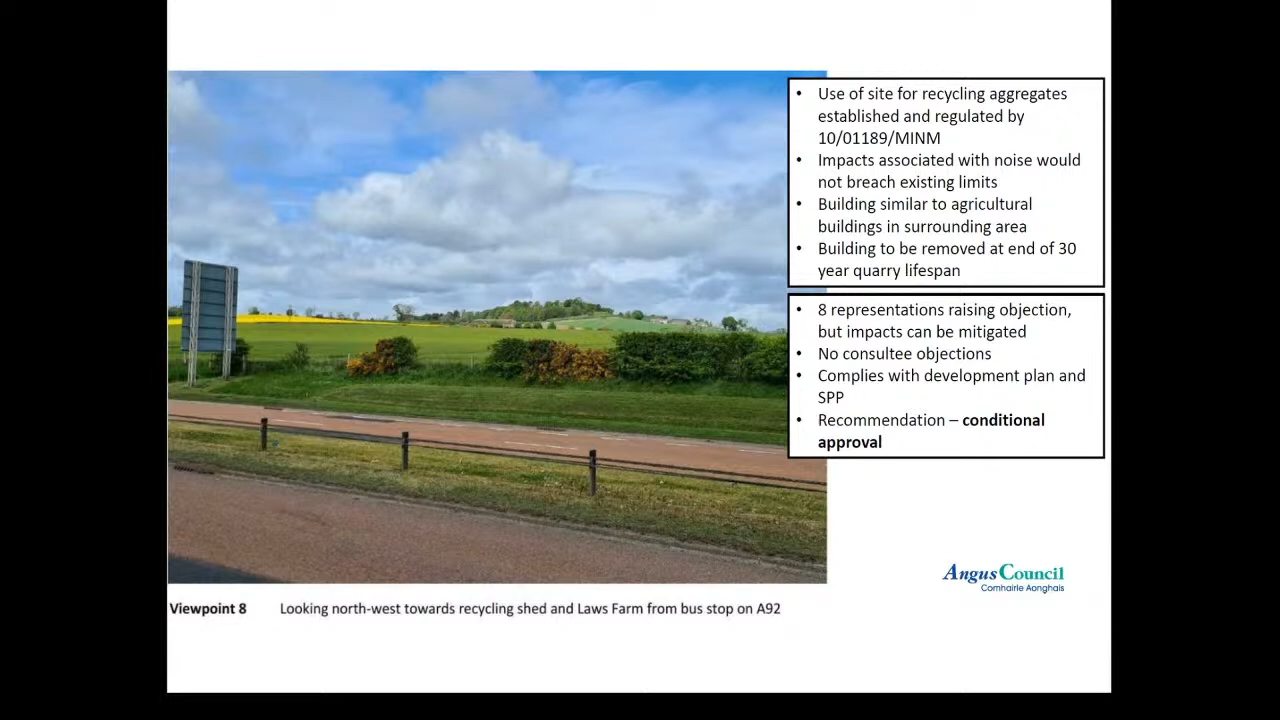 • Use of site for recycling aggregates
established and regulated by
10/01189/MINM
• Impacts associated with noise would
not breach existing limits
• Building similar to agricultural
buildings in surrounding area
• Building to be removed at end of 30
year quarry lifespan
• 8 representations raising objection,
but impacts can be mitigated
• No consultee objections
• Complies with development plan and
SPP
• Recommendation – conditional
approval
Angus Council
Comhairle Aonghais
Viewpoint 8 Looking north-west towards recycling shed and Laws Farm from bus stop on A92